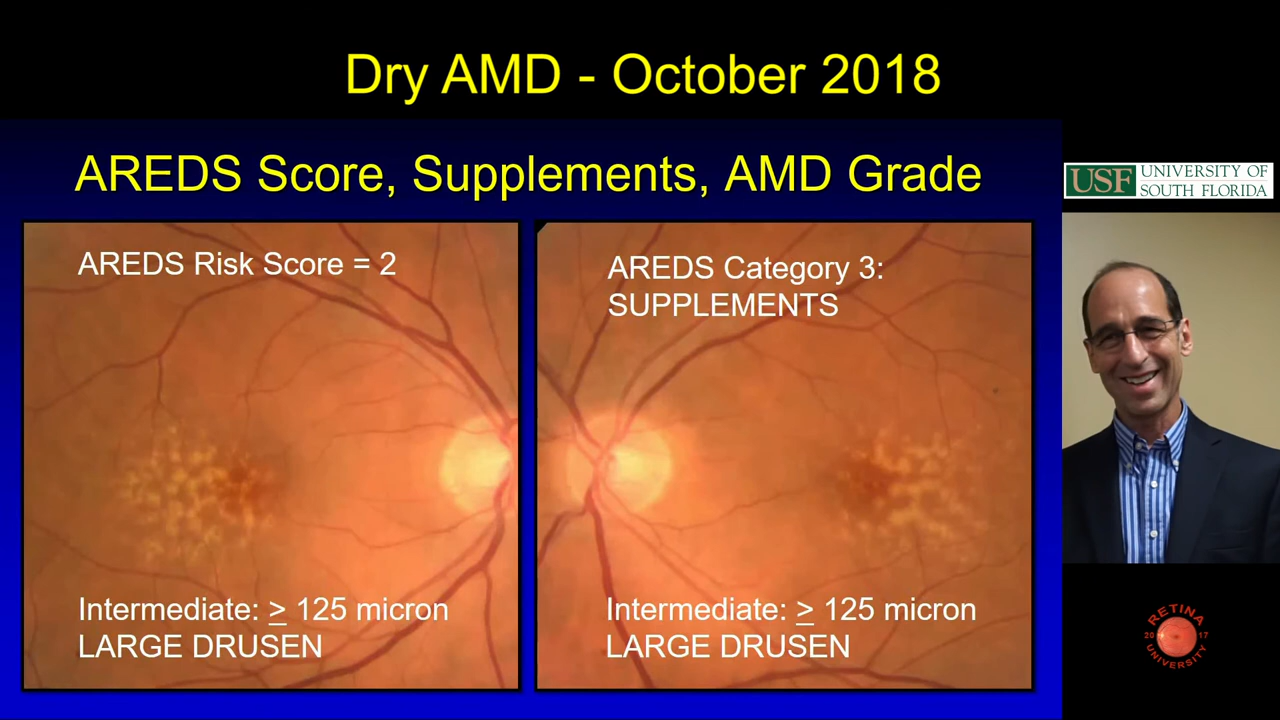 Dry AMD - October 2018
AREDS Score, Supplements, AMD Grade
AREDS Risk Score = 2
Intermediate: ≥ 125 micron
LARGE DRUSEN
AREDS Category 3:
SUPPLEMENTS
Intermediate: ≥ 125 micron
LARGE DRUSEN
USF UNIVERSITY OF
SOUTH FLORIDA
RETINA
2017
UNIVERSITY